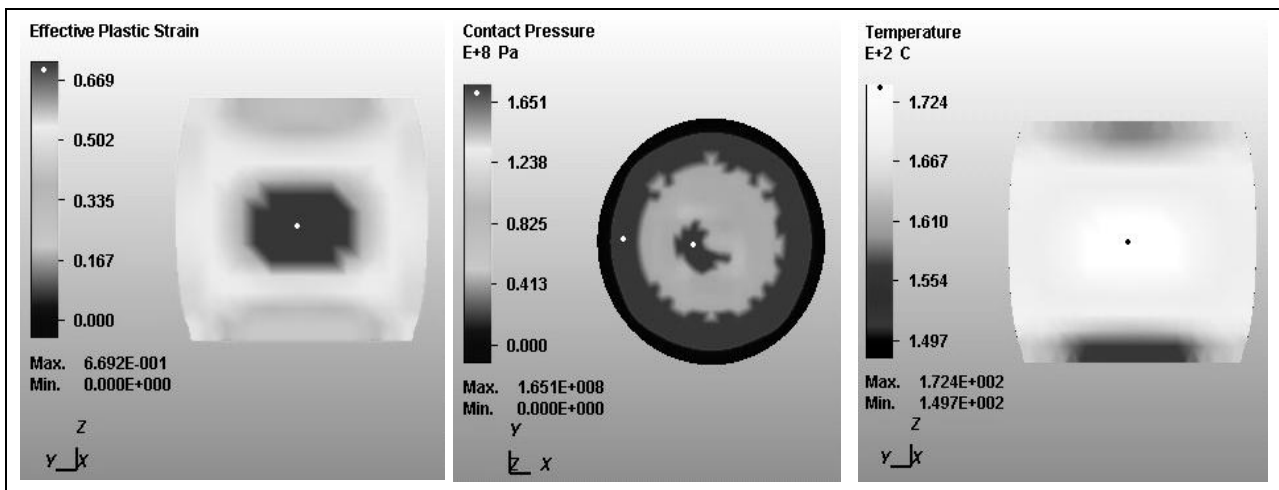 Effective Plastic Strain
0.669
0.502
0.335
0.167
0.000
Max. 6.692E-001
Min. 0.000E+000
Z
Y X
Contact Pressure
E+8 Pa
1.651
1.238
0.825
0.413
0.000
Max. 1.651E+008
Min. 0.000E+000
Y
Z X
Temperature
E+2 C
1.724
1.667
1.610
1.554
1.497
Max. 1.724E+002
Min. 1.497E+002
Z
Y X